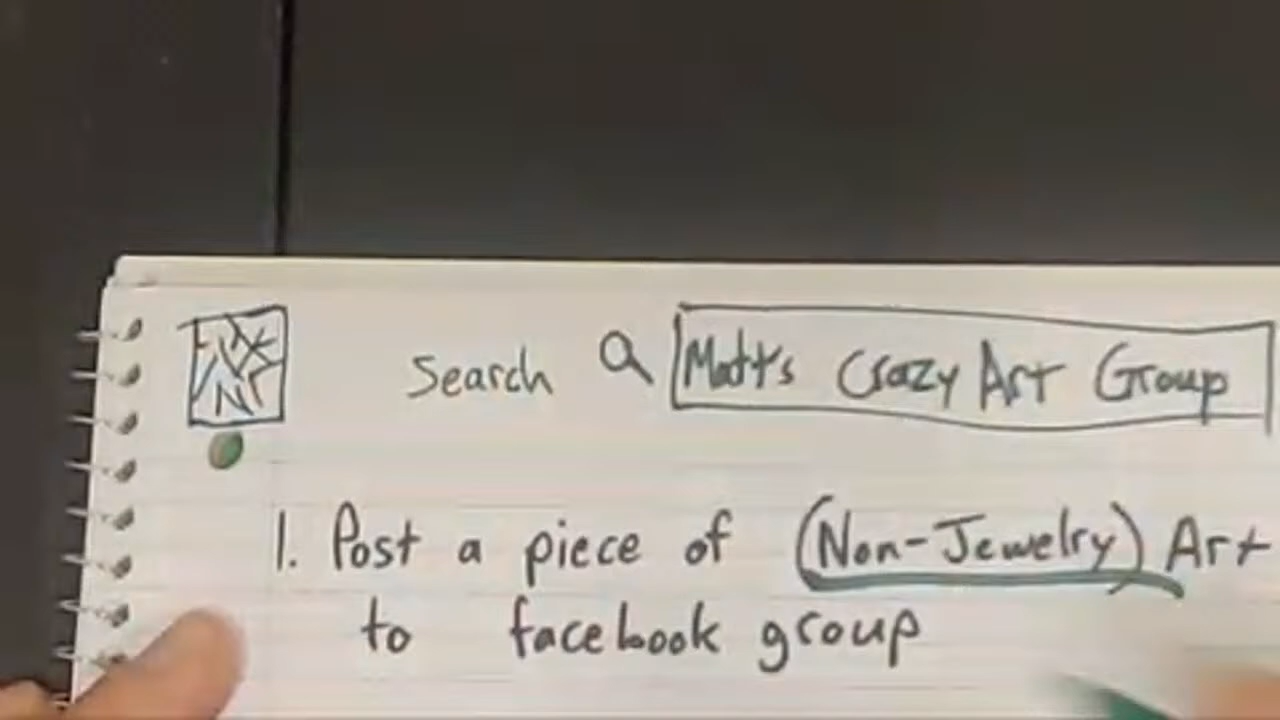 Search Matt's Crazy Art Group
1. Post a piece of (Non-Jewelry) Art
to facebook group